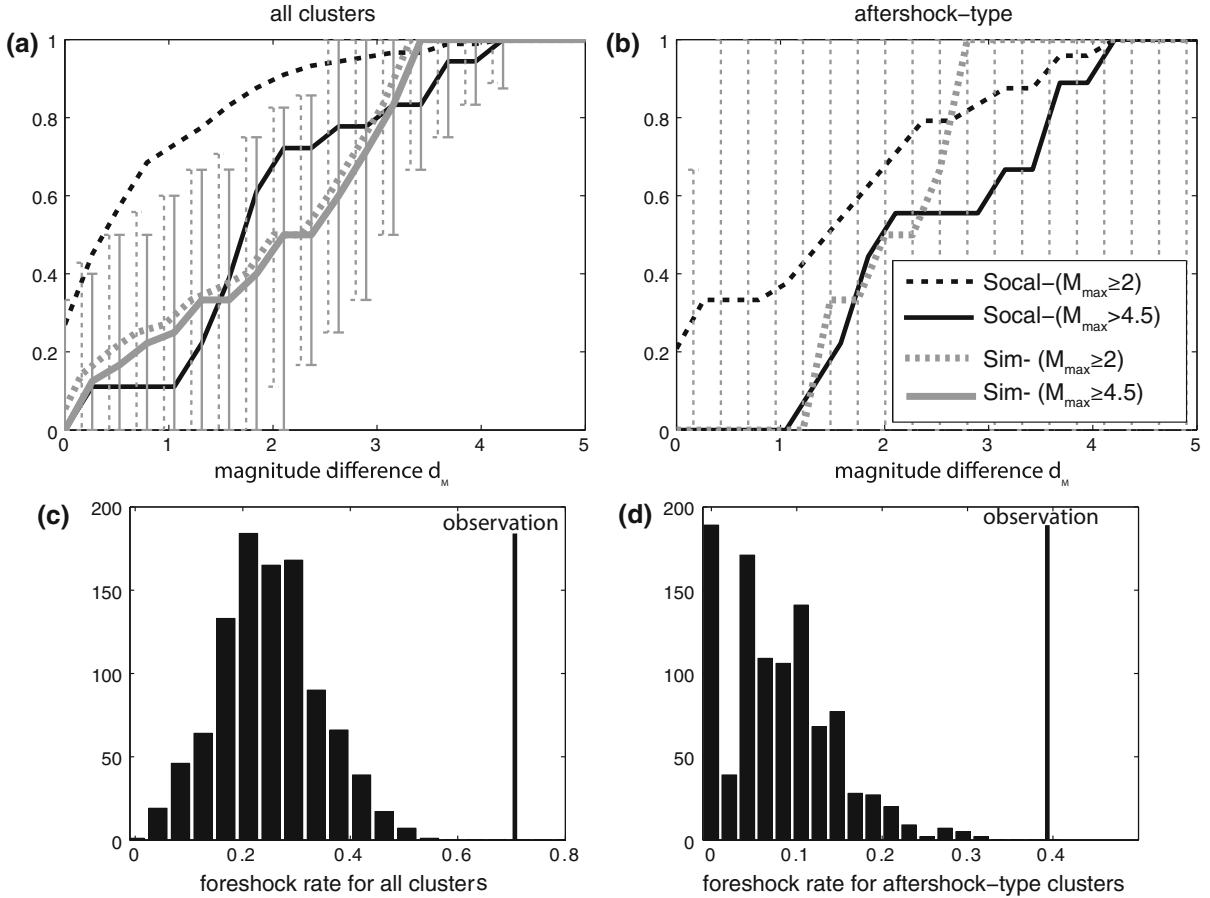 all clusters
aftershock−type
(a)
1
0.8
0.6
0.4
0.2
0
0 1 2 3 4 5
magnitude difference d_M
(b)
1
0.8
0.6
0.4
0.2
0
0 1 2 3 4 5
magnitude difference d_M
Socal−(M_max≥2)
Socal−(M_max>4.5)
Sim- (M_max≥2)
Sim- (M_max≥4.5)
(c)
observation
200
150
100
50
0
0 0.2 0.4 0.6 0.8
foreshock rate for all clusters
(d)
observation
200
150
100
50
0
0 0.1 0.2 0.3 0.4
foreshock rate for aftershock−type clusters